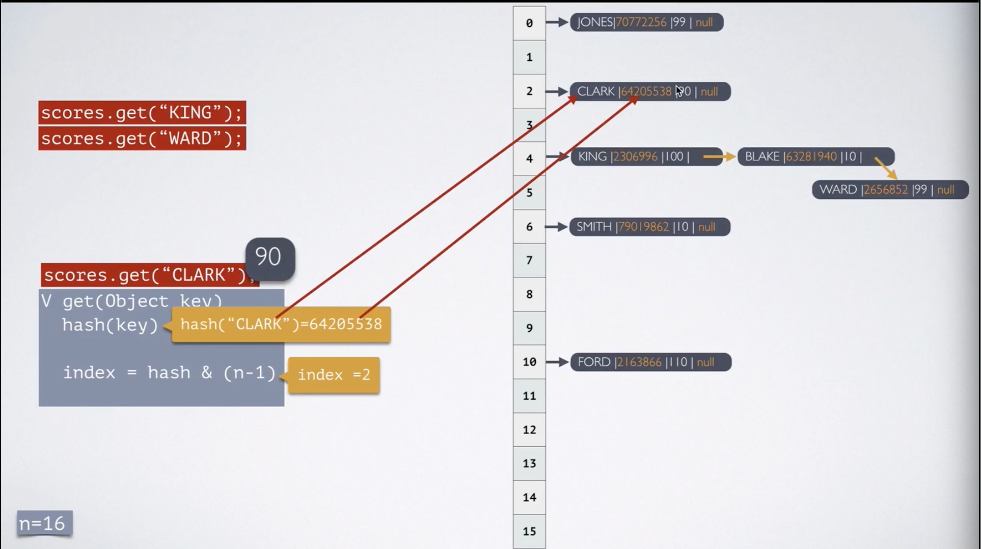 scores.get(“KING”);
scores.get(“WARD”);
90
scores.get(“CLARK”);
V get(Object key)
hash(key)
hash(“CLARK”)=64205538
index = hash & (n-1)
index =2
n=16
0
JONES|70772256 |99 | null
1
2
CLARK |64205538 |90 | null
3
4
KING |2306996 |100 |
BLAKE |63281940 |10 |
5
WARD |2656852 |99 | null
6
SMITH |79019862 |10 | null
7
8
9
10
FORD |2163866 |110 | null
11
12
13
14
15